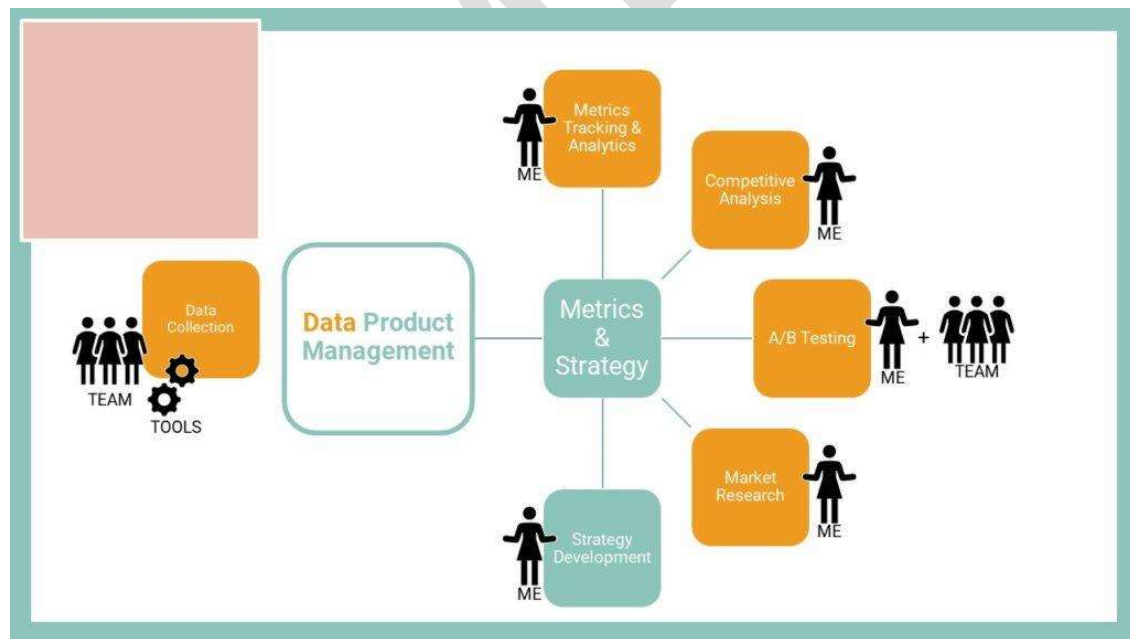 Metrics
Tracking &
Analytics
ME
Competitive
Analysis
ME
Data
Collection
TEAM
TOOLS
Data Product
Management
Metrics
&
Strategy
A/B Testing
ME
+
TEAM
Market
Research
ME
Strategy
Development
ME